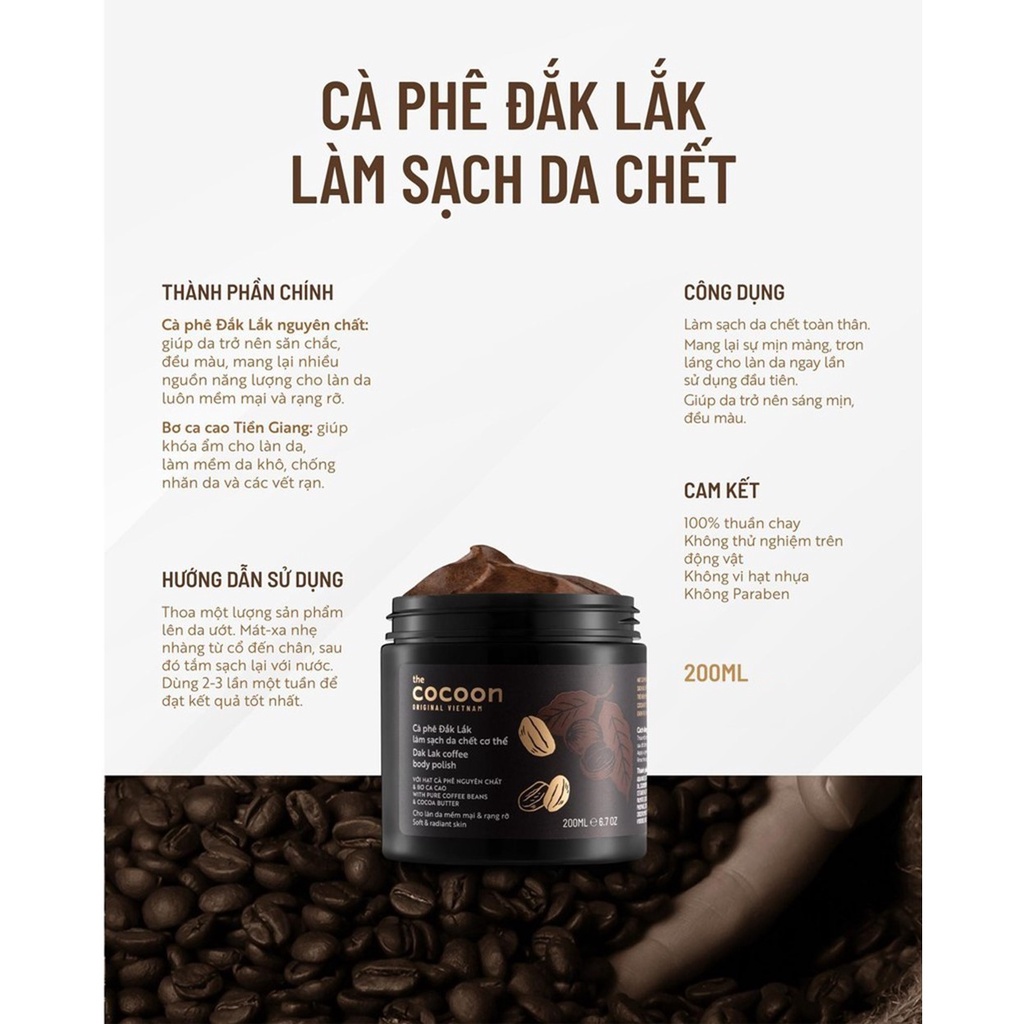 CÀ PHÊ ĐẮK LẮK
LÀM SẠCH DA CHẾT
THÀNH PHẦN CHÍNH
Cà phê Đắk Lắk nguyên chất:
giúp da trở nên săn chắc,
đều màu, mang lại nhiều
nguồn năng lượng cho làn da
luôn mềm mại và rạng rỡ.
Bơ ca cao Tiền Giang: giúp
khóa ẩm cho làn da,
làm mềm da khô, chống
nhăn da và các vết rạn.
HƯỚNG DẪN SỬ DỤNG
Thoa một lượng sản phẩm
lên da ướt. Mát-xa nhẹ
nhàng từ cổ đến chân, sau
đó tắm sạch lại với nước.
Dùng 2-3 lần một tuần để
đạt kết quả tốt nhất.
CÔNG DỤNG
Làm sạch da chết toàn thân.
Mang lại sự mịn màng, trơn
láng cho làn da ngay lần
sử dụng đầu tiên.
Giúp da trở nên sáng mịn,
đều màu.
CAM KẾT
100% thuần chay
Không thử nghiệm trên
động vật
Không vi hạt nhựa
Không Paraben
200ML
the
cocoon
ORIGINAL VIETNAM
Cà phê Đắk Lắk
làm sạch da chết cơ thể
Dak Lak coffee
body polish
VỚI HẠT CÀ PHÊ NGUYÊN CHẤT
& BƠ CA CAO
WITH PURE COFFEE BEANS
& COCOA BUTTER
Cho làn da mềm mại & rạng rỡ
Soft & radiant skin
200ML ℮ 6.7 OZ